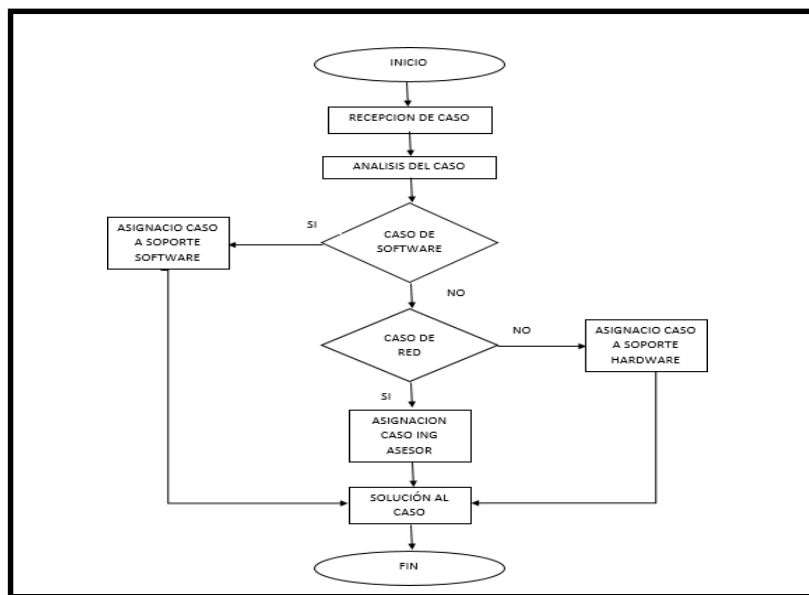 INICIO
RECEPCION DE CASO
ANALISIS DEL CASO
CASO DE
SOFTWARE
SI
ASIGNACIO CASO
A SOPORTE
SOFTWARE
NO
CASO DE
RED
NO
ASIGNACIO CASO
A SOPORTE
HARDWARE
SI
ASIGNACION
CASO ING
ASESOR
SOLUCIÓN AL
CASO
FIN